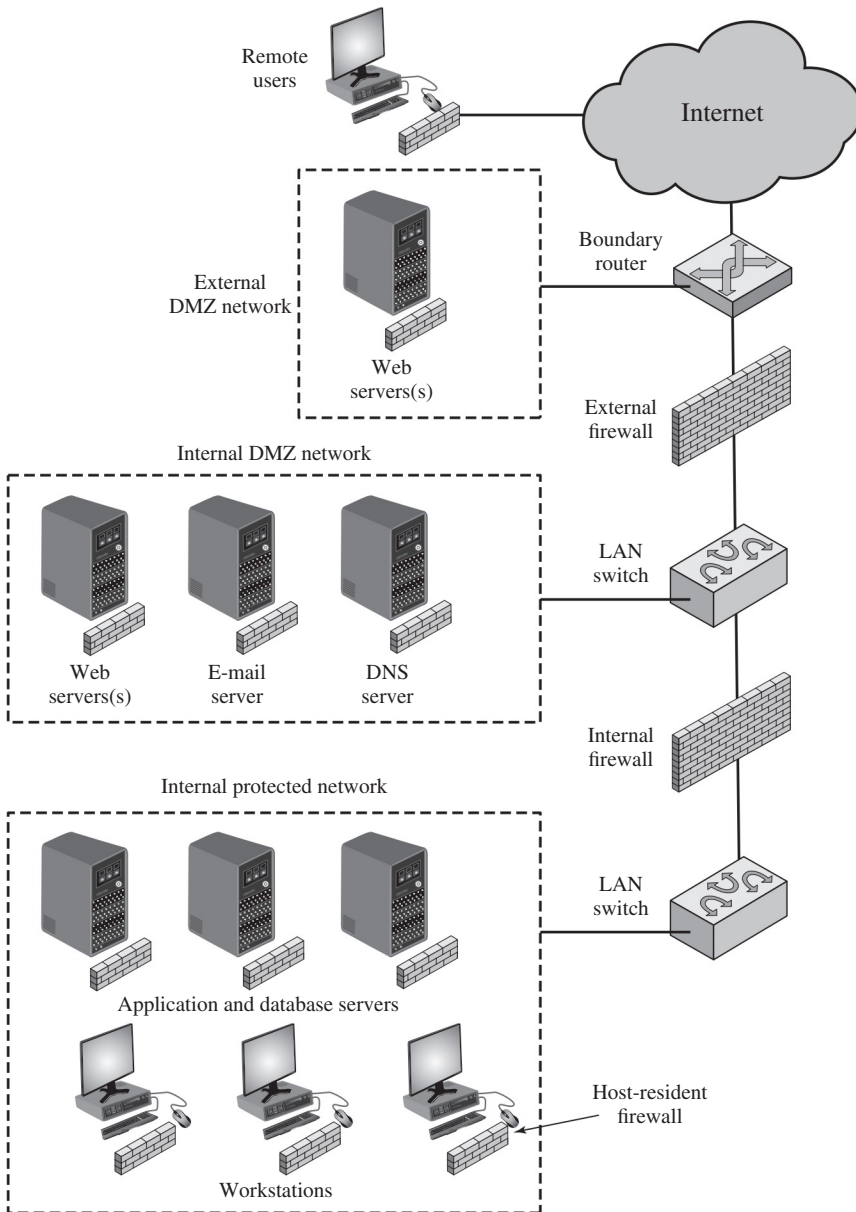 Remote
users
Internet
Boundary
router
External
DMZ network
Web
servers(s)
External
firewall
Internal DMZ network
LAN
switch
Web
servers(s)
E-mail
server
DNS
server
Internal
firewall
Internal protected network
LAN
switch
Application and database servers
Host-resident
firewall
Workstations